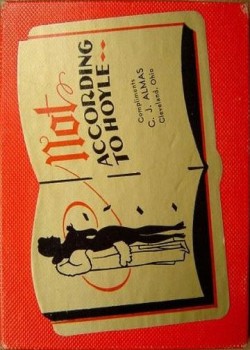 Not
ACCORDING
TO HOYLE
Compliments
C. J. ALMAS
Cleveland, Ohio